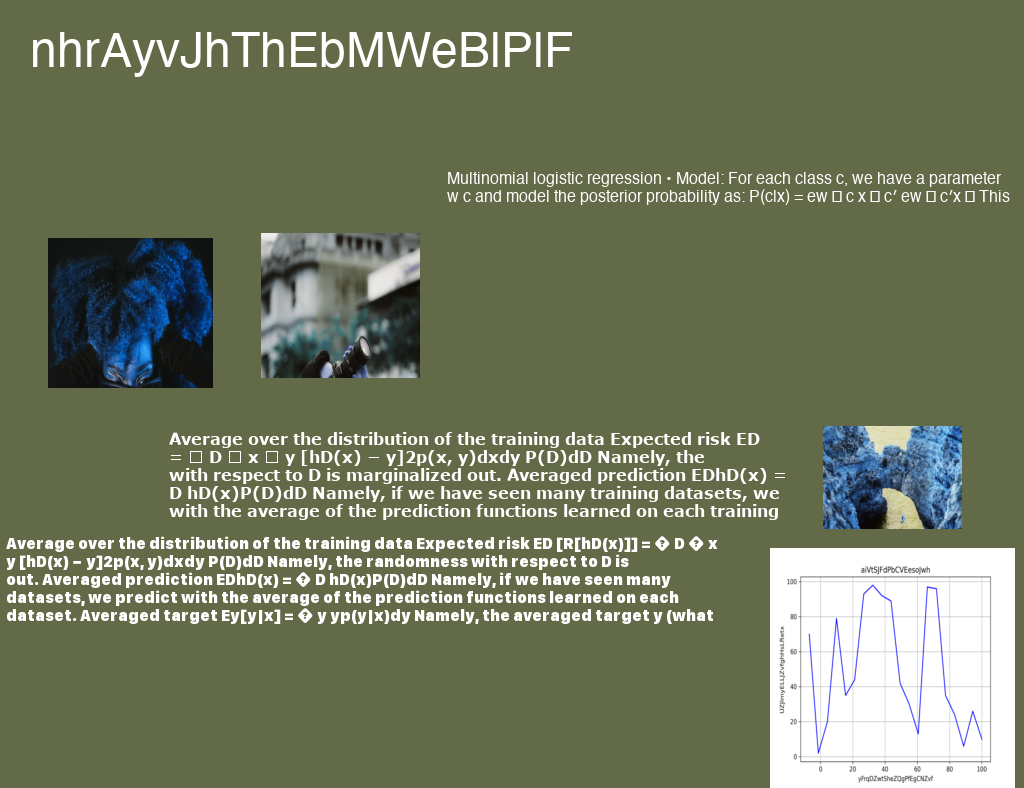 nhrAyvJhThEbMWeBlPlF
Multinomial logistic regression • Model: For each class c, we have a parameter
w c and model the posterior probability as: P(c|x) = ew □ c x □ c′ ew □ c′x □ This
Average over the distribution of the training data Expected risk ED
= □ D □ x □ y [hD(x) − y]2p(x, y)dxdy P(D)dD Namely, the
with respect to D is marginalized out. Averaged prediction EDhD(x) =
D hD(x)P(D)dD Namely, if we have seen many training datasets, we
with the average of the prediction functions learned on each training
Average over the distribution of the training data Expected risk ED [R[hD(x)]] = � D � x
y [hD(x) − y]2p(x, y)dxdy P(D)dD Namely, the randomness with respect to D is
out. Averaged prediction EDhD(x) = � D hD(x)P(D)dD Namely, if we have seen many
datasets, we predict with the average of the prediction functions learned on each
dataset. Averaged target Ey[y|x] = � y yp(y|x)dy Namely, the averaged target y (what
aiVtSJFdPbCVEesoJwh
100
80
60
40
20
0
0 20 40 60 80 100
yFrqDZwtSheZQgPfEgCNZvf